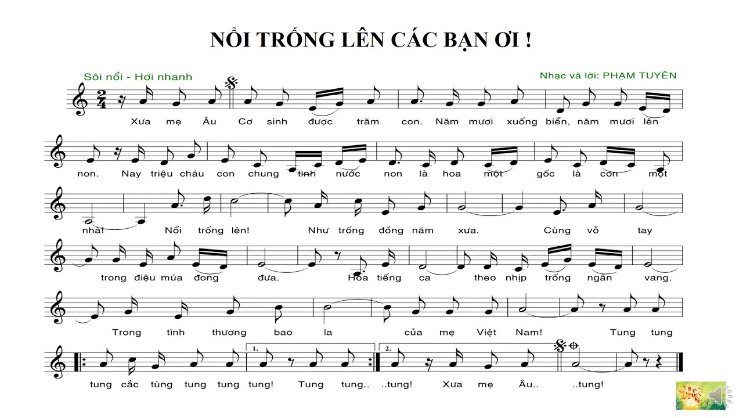 NỔI TRỐNG LÊN CÁC BẠN ƠI !
Sôi nổi - Hơi nhanh
Nhạc và lời: PHẠM TUYÊN
2
4
Xưa mẹ Âu Cơ sinh được trăm con. Năm mươi xuống biển, năm mươi lên
non. Nay triệu cháu con chung tình nước non là hoa một gốc là con một
nhà! Nổi trống lên! Như trống đồng năm xưa. Cùng vỗ tay
trong điệu múa đong đưa. Hòa tiếng ca theo nhịp trống ngân vang.
Trong tình thương bao la của mẹ Việt Nam! Tung tung
1.
2.
tung cắc tùng tung tung tung! Tung tung... ..tung! Xưa mẹ Âu.. ..tung!